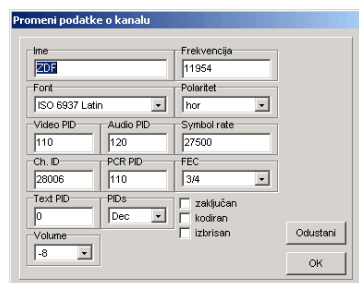 Promeni podatke o kanalu
Ime
ZDF
Frekvencija
11954
Font
ISO 6937 Latin
Polaritet
hor
Video PID
110
Audio PID
120
Symbol rate
27500
Ch. ID
28006
PCR PID
110
FEC
3/4
Text PID
0
PIDs
Dec
zaključan
kodiran
izbrisan
Volume
-8
Odustani
OK